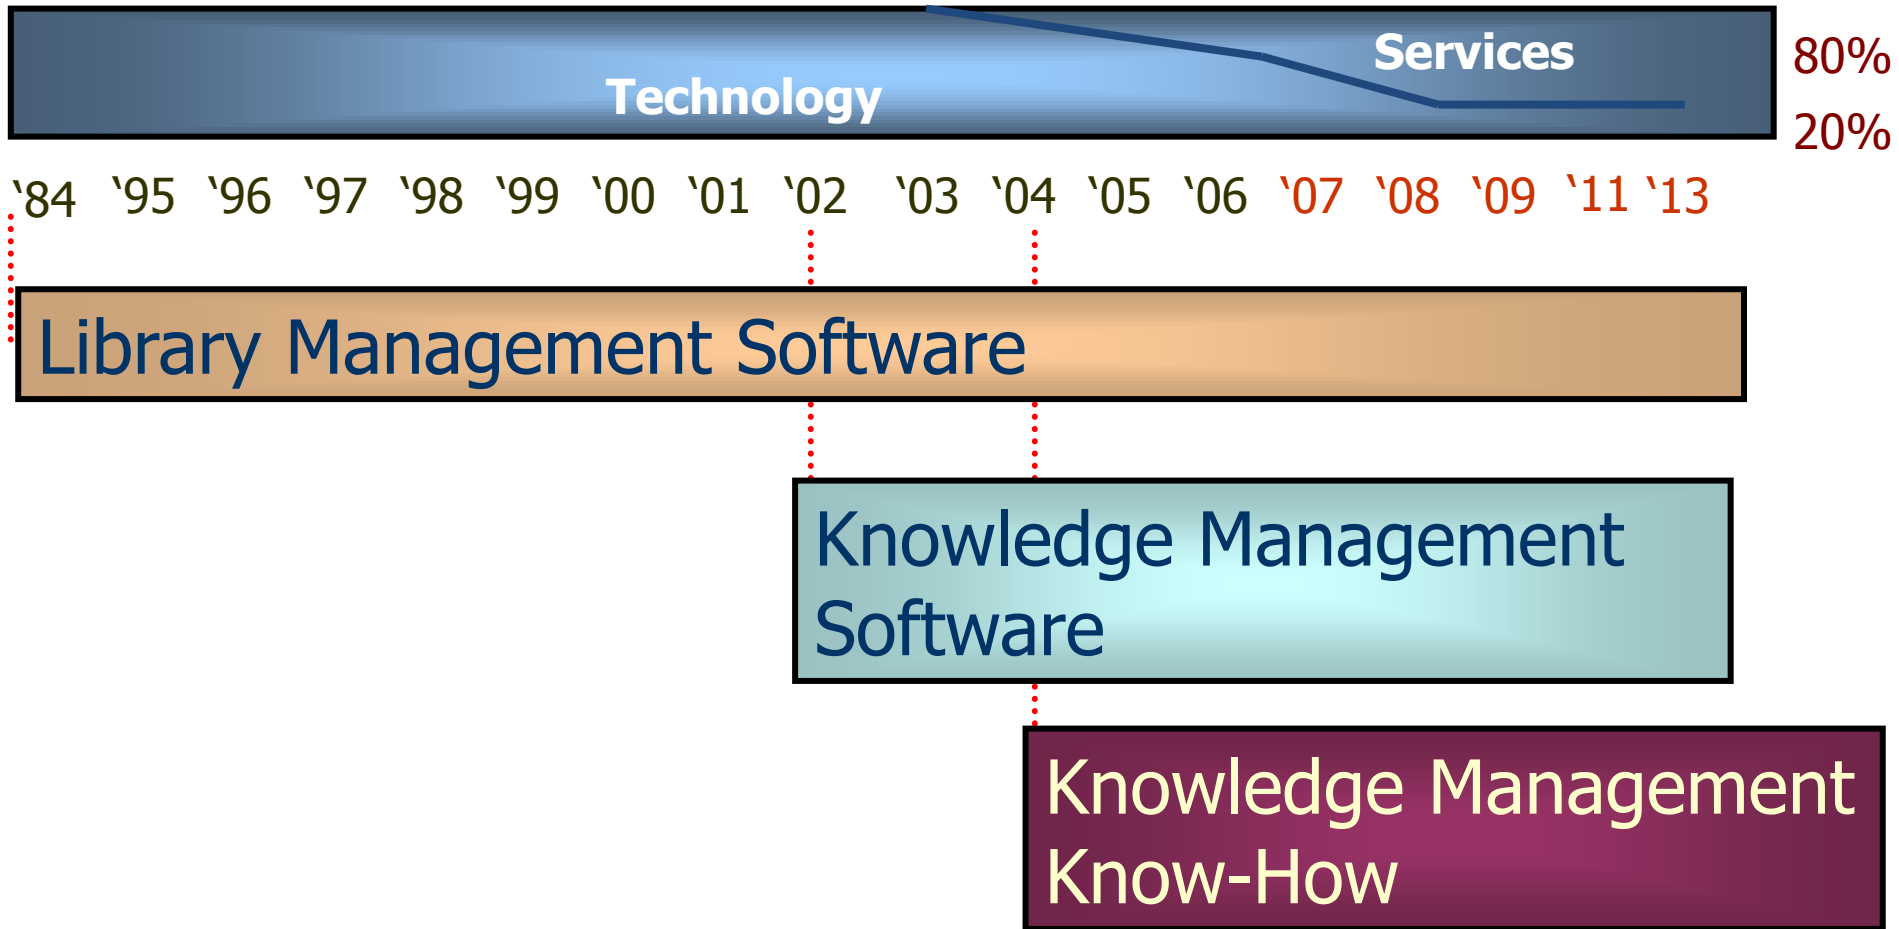 Services
80%
Technology
20%
‘84 ‘95 ‘96 ‘97 ‘98 ‘99 ‘00 ‘01 ‘02 ‘03 ‘04 ‘05 ‘06 ‘07 ‘08 ‘09 ‘11 ‘13
Library Management Software
Knowledge Management
Software
Knowledge Management
Know-How